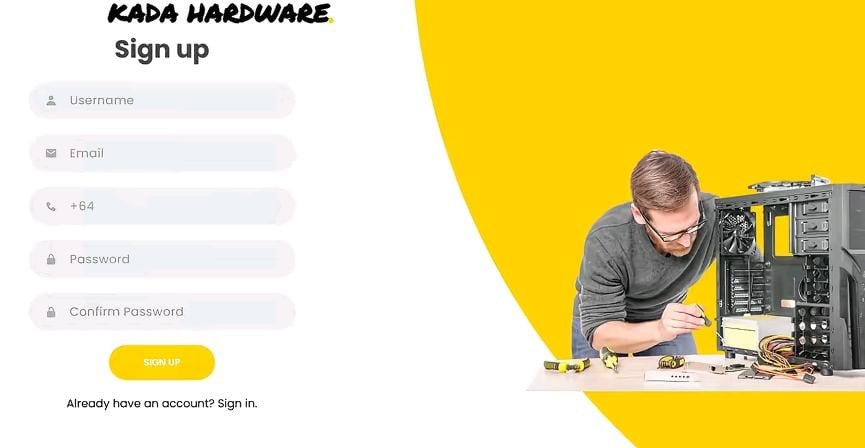 KADA HARDWARE.
Sign up
Username
Email
+64
Password
Confirm Password
SIGN UP
Already have an account? Sign in.